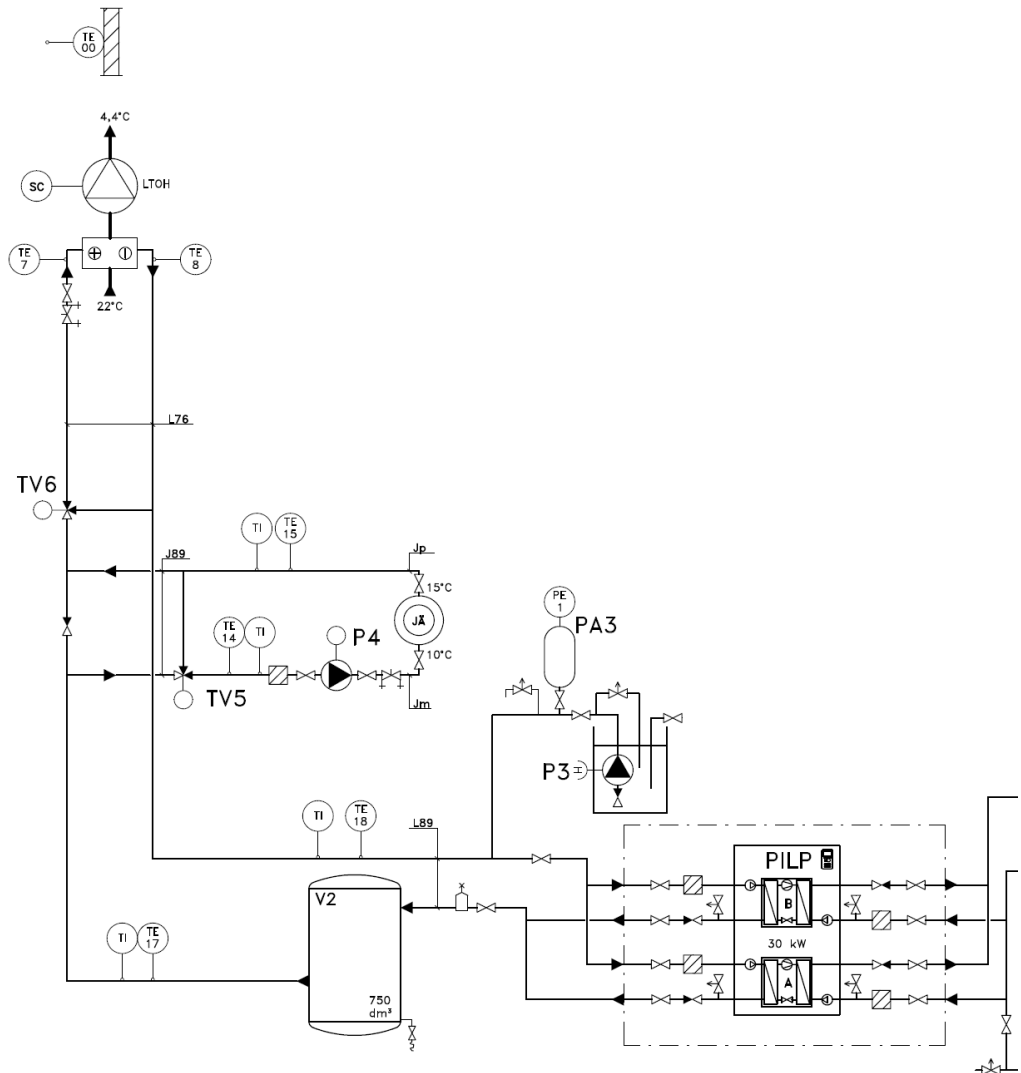 TE
00
4,4°C
SC
LTOH
TE
7
TE
8
22°C
L76
TV6
TI
TE
15
J89
Jp
15°C
JÄ
TE
14
TI
P4
10°C
TV5
Jm
PE
1
PA3
P3
TI
TE
18
L89
PILP
B
30 kW
A
V2
TI
TE
17
750
dm³